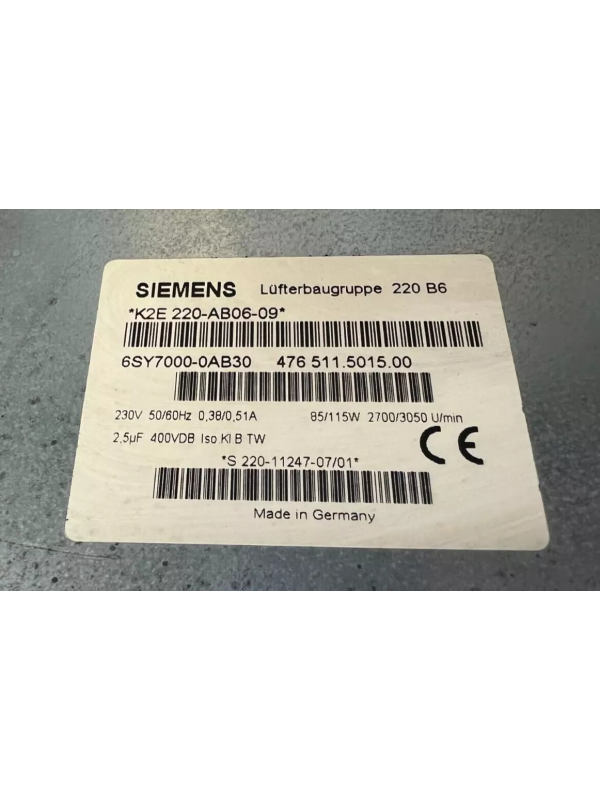 SIEMENS Lüfterbaugruppe 220 B6
*K2E 220-AB06-09*
6SY7000-0AB30 476 511.5015.00
230V 50/60Hz 0,38/0,51A 85/115W 2700/3050 U/min
2,5µF 400VDB Iso KI B TW
CE
*S 220-11247-07/01*
Made in Germany